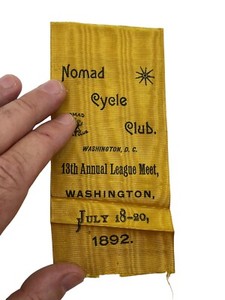 Nomad
Cycle
Club.
WASHINGTON, D. C.
13th Annual League Meet,
WASHINGTON,
JULY 18-20,
1892.